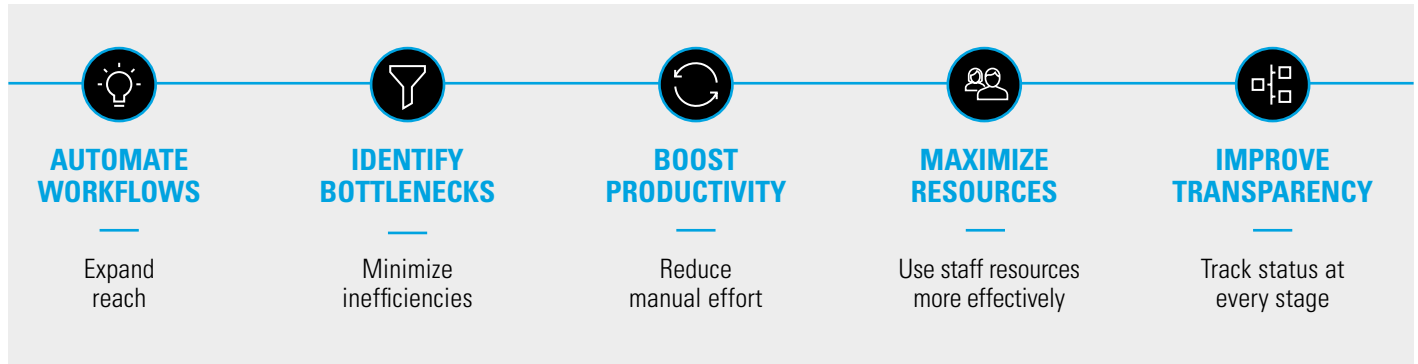 AUTOMATE
WORKFLOWS
Expand
reach
IDENTIFY
BOTTLENECKS
Minimize
inefficiencies
BOOST
PRODUCTIVITY
Reduce
manual effort
MAXIMIZE
RESOURCES
Use staff resources
more effectively
IMPROVE
TRANSPARENCY
Track status at
every stage